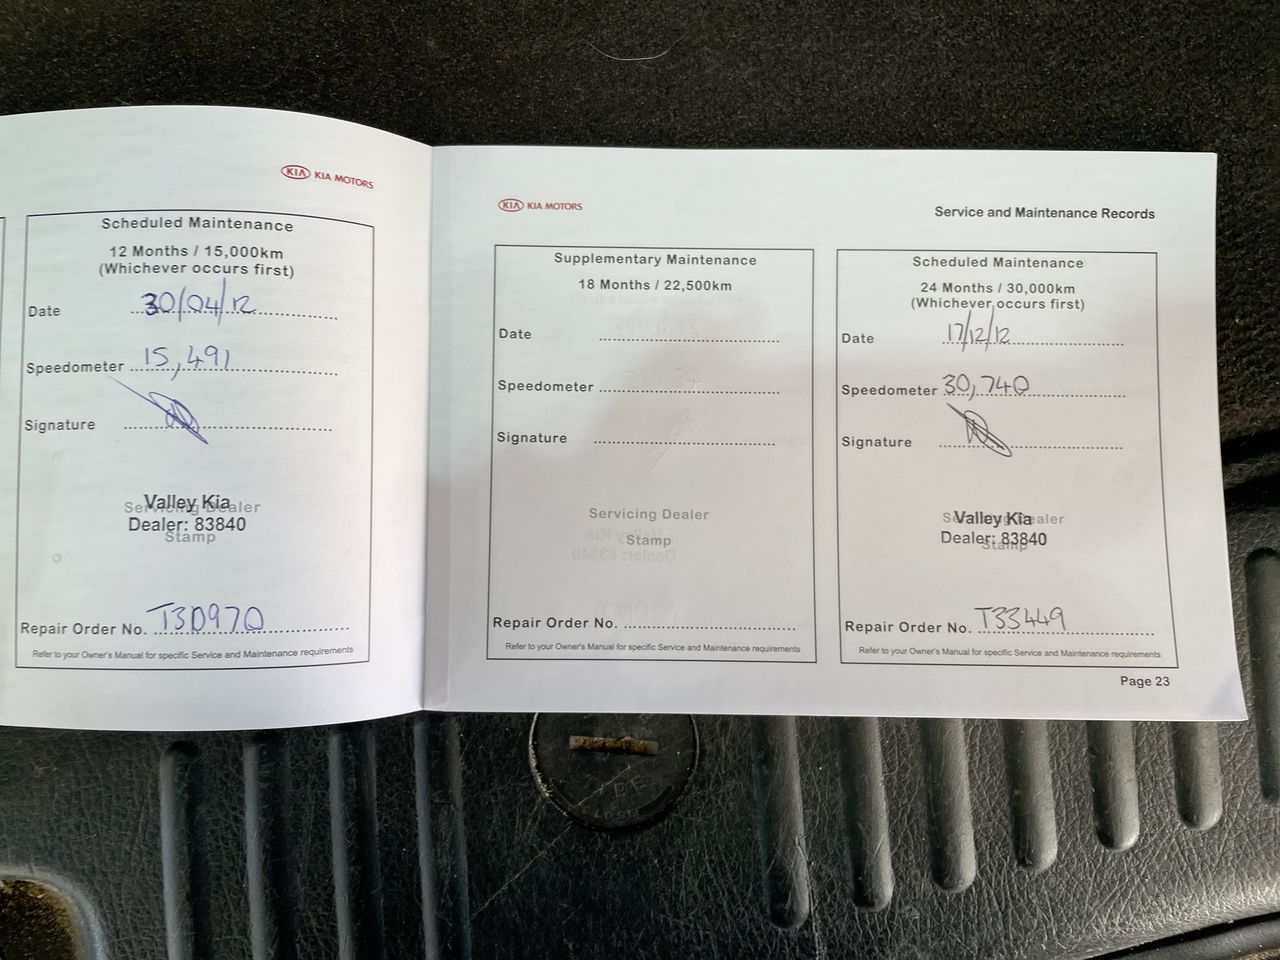 KIA KIA MOTORS
Scheduled Maintenance
12 Months / 15,000km
(Whichever occurs first)
Date 30/04/12
Speedometer 15,491
Signature
Servicing Dealer
Stamp
Valley Kia
Dealer: 83840
Repair Order No. T30970
Refer to your Owner's Manual for specific Service and Maintenance requirements
KIA KIA MOTORS
Service and Maintenance Records
Supplementary Maintenance
18 Months / 22,500km
Date
Speedometer
Signature
Servicing Dealer
Stamp
Repair Order No.
Refer to your Owner's Manual for specific Service and Maintenance requirements
Scheduled Maintenance
24 Months / 30,000km
(Whichever occurs first)
Date 17/12/12
Speedometer 30,740
Signature
Servicing Dealer
Stamp
Valley Kia
Dealer: 83840
Repair Order No. T33449
Refer to your Owner's Manual for specific Service and Maintenance requirements
Page 23